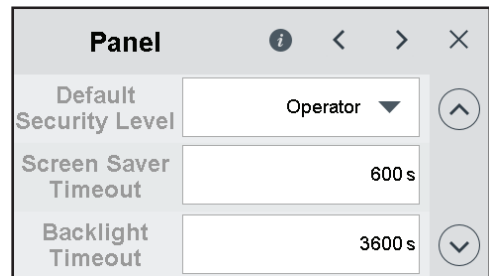 Panel
Default
Security Level
Operator
Screen Saver
Timeout
600 s
Backlight
Timeout
3600 s